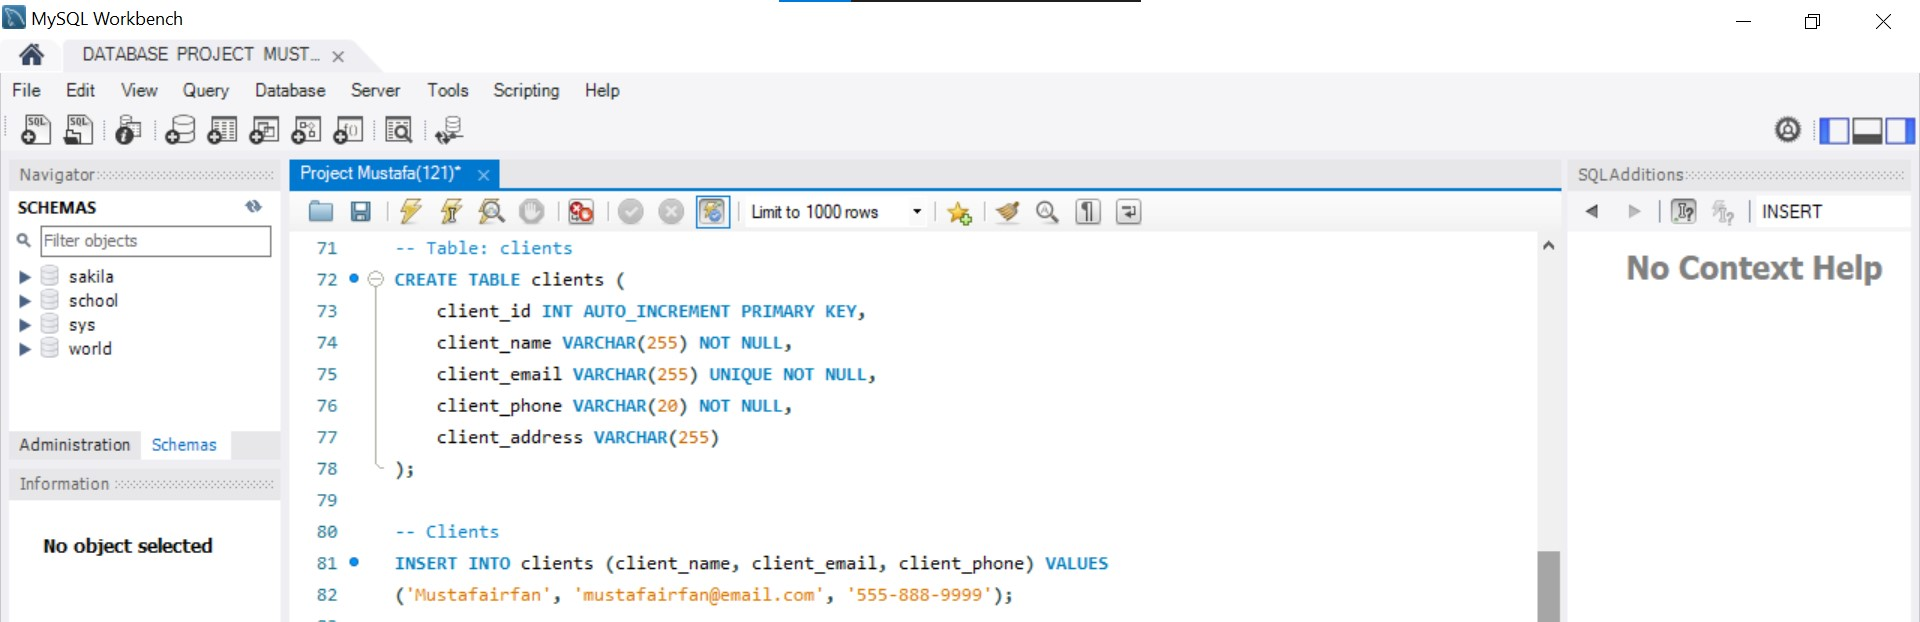 MySQL Workbench
DATABASE PROJECT MUST...
File Edit View Query Database Server Tools Scripting Help
SQL SQL
Navigator
SCHEMAS
Filter objects
sakila
school
sys
world
Administration Schemas
Information
No object selected
Project Mustafa(121)*
Limit to 1000 rows
71 -- Table: clients
72 CREATE TABLE clients (
73 client_id INT AUTO_INCREMENT PRIMARY KEY,
74 client_name VARCHAR(255) NOT NULL,
75 client_email VARCHAR(255) UNIQUE NOT NULL,
76 client_phone VARCHAR(20) NOT NULL,
77 client_address VARCHAR(255)
78 );
79
80 -- Clients
81 INSERT INTO clients (client_name, client_email, client_phone) VALUES
82 ('Mustafairfan', 'mustafairfan@email.com', '555-888-9999');
SQLAdditions
INSERT
No Context Help